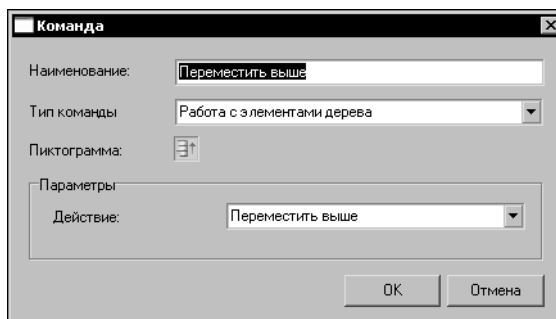 Команда
Наименование: Переместить выше
Тип команды Работа с элементами дерева
Пиктограмма:
Параметры
Действие: Переместить выше
OK Отмена